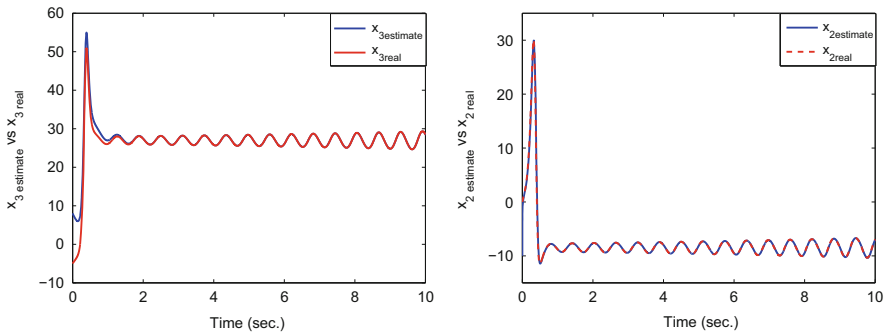 60
50
40
30
20
10
0
−10
x3 estimate vs x3 real
x3estimate
x3real
0 2 4 6 8 10
Time (sec.)
30
20
10
0
−10
x2 estimate vs x2 real
x2estimate
x2real
0 2 4 6 8 10
Time (sec.)